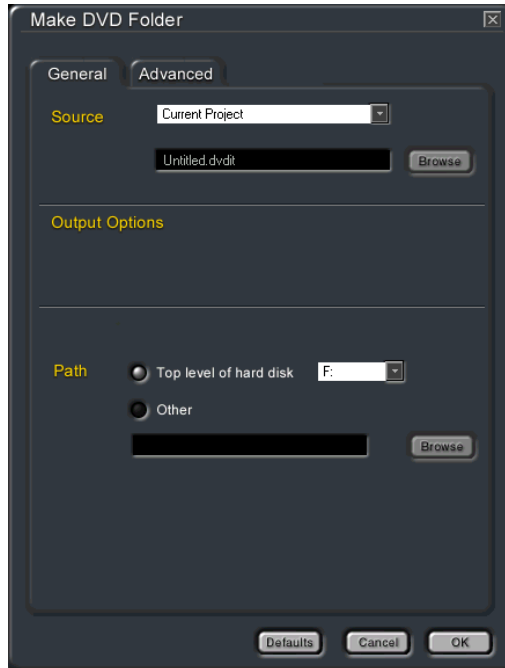 Make DVD Folder
General Advanced
Source Current Project
Untitled.dvdit Browse
Output Options
Path Top level of hard disk F:
Other
Browse
Defaults Cancel OK